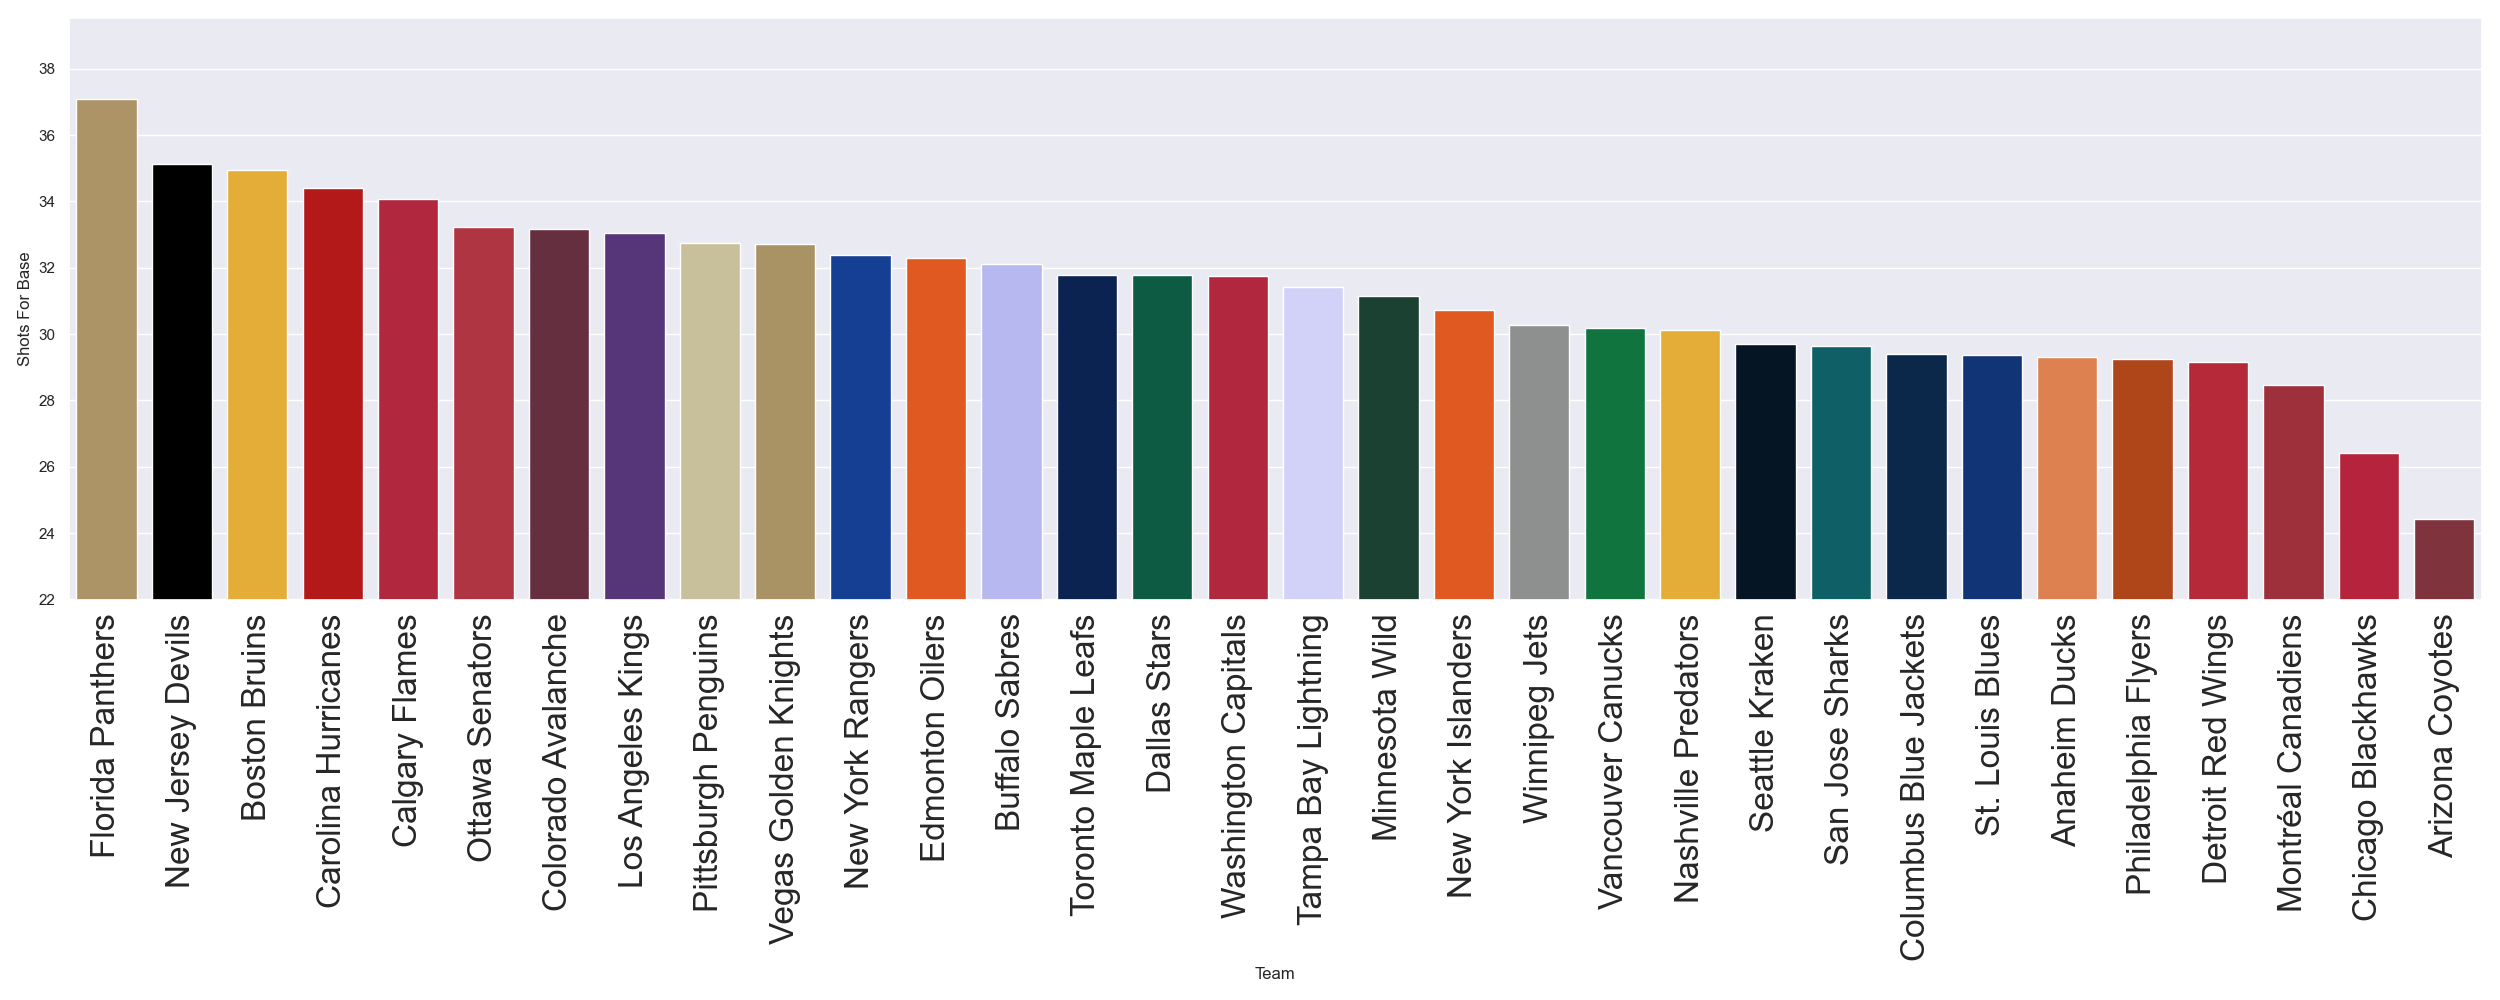 38
36
34
32
30
28
26
24
22
Shots For Base
Florida Panthers
New Jersey Devils
Boston Bruins
Carolina Hurricanes
Calgary Flames
Ottawa Senators
Colorado Avalanche
Los Angeles Kings
Pittsburgh Penguins
Vegas Golden Knights
New York Rangers
Edmonton Oilers
Buffalo Sabres
Toronto Maple Leafs
Dallas Stars
Washington Capitals
Tampa Bay Lightning
Minnesota Wild
New York Islanders
Winnipeg Jets
Vancouver Canucks
Nashville Predators
Seattle Kraken
San Jose Sharks
Columbus Blue Jackets
St. Louis Blues
Anaheim Ducks
Philadelphia Flyers
Detroit Red Wings
Montréal Canadiens
Chicago Blackhawks
Arizona Coyotes
Team